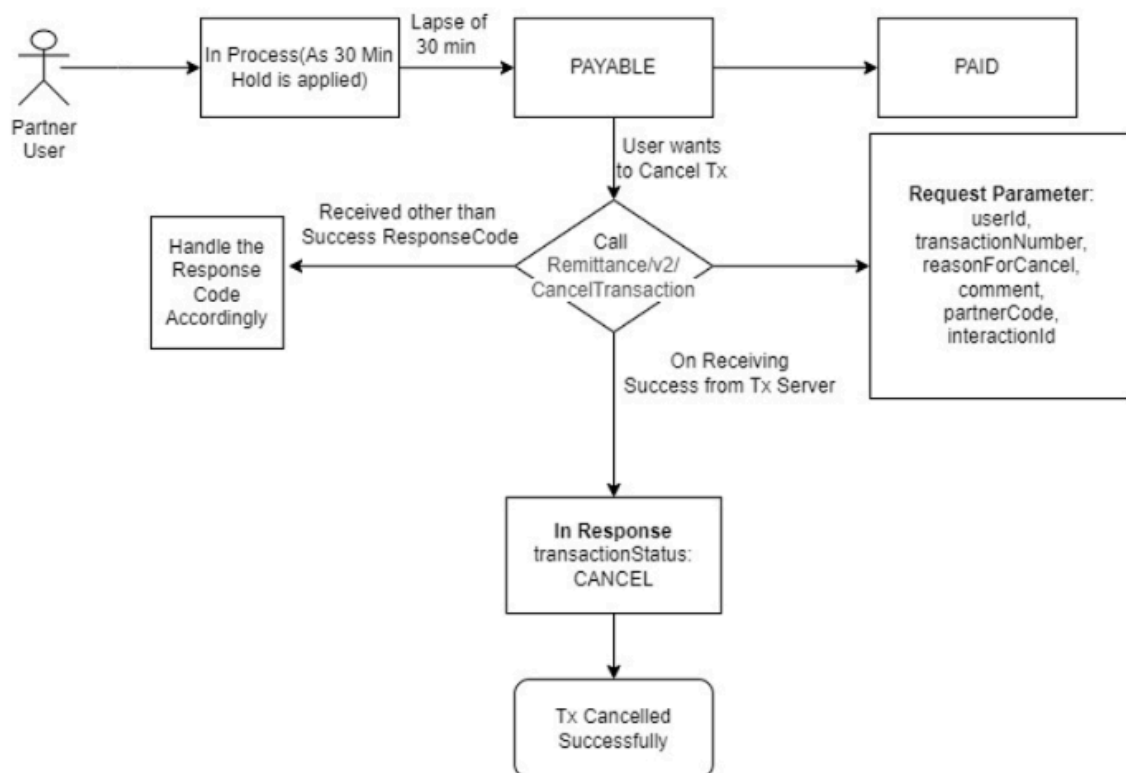 Partner
User
In Process(As 30 Min
Hold is applied)
Lapse of
30 min
PAYABLE
PAID
User wants
to Cancel Tx
Request Parameter:
userId,
transactionNumber,
reasonForCancel,
comment,
partnerCode,
interactionId
Call
Remittance/v2/
CancelTransaction
Received other than
Success ResponseCode
Handle the
Response
Code
Accordingly
On Receiving
Success from Tx Server
In Response
transactionStatus:
CANCEL
Tx Cancelled
Successfully